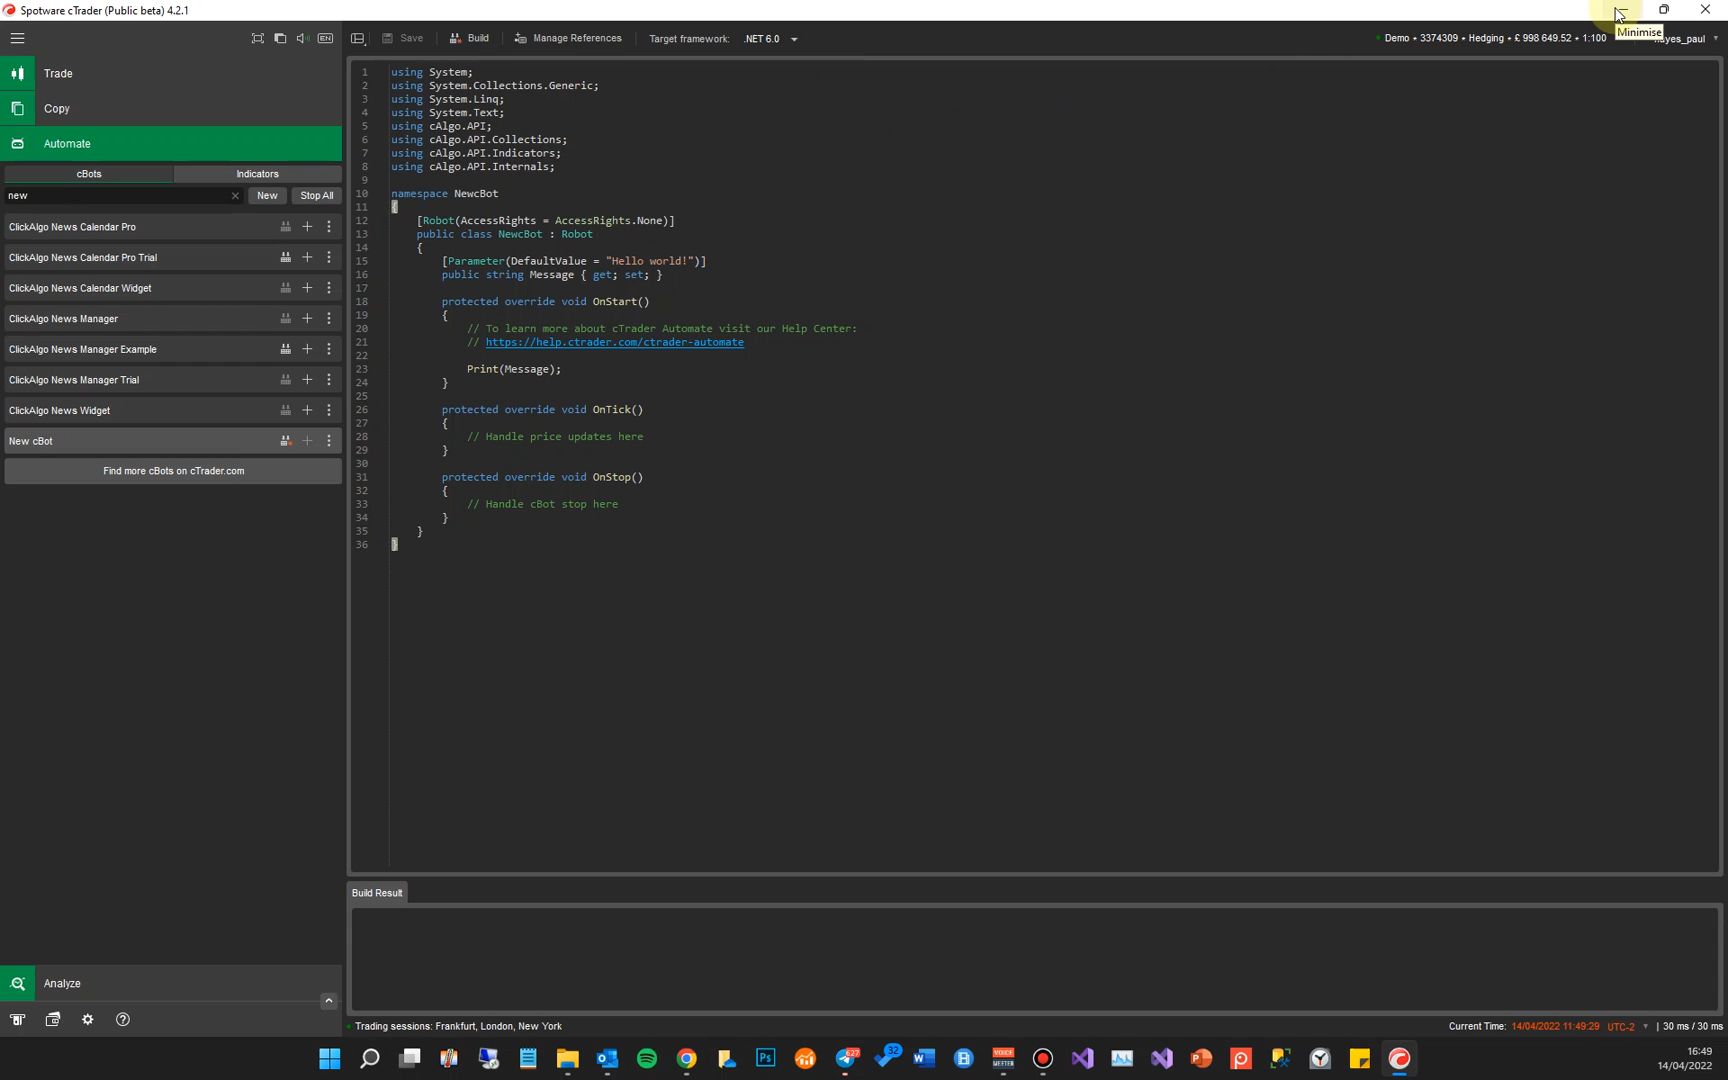 Spotware cTrader (Public beta) 4.2.1
Minimise
EN
Save
Build
Manage References
Target framework: .NET 6.0
Demo • 3374309 • Hedging • £ 998 649.52 • 1:100
Trade
Copy
Automate
cBots
Indicators
new
New
Stop All
ClickAlgo News Calendar Pro
ClickAlgo News Calendar Pro Trial
ClickAlgo News Calendar Widget
ClickAlgo News Manager
ClickAlgo News Manager Example
ClickAlgo News Manager Trial
ClickAlgo News Widget
New cBot
Find more cBots on cTrader.com
1 using System;
2 using System.Collections.Generic;
3 using System.Linq;
4 using System.Text;
5 using cAlgo.API;
6 using cAlgo.API.Collections;
7 using cAlgo.API.Indicators;
8 using cAlgo.API.Internals;
9
10 namespace NewcBot
11 {
12 [Robot(AccessRights = AccessRights.None)]
13 public class NewcBot : Robot
14 {
15 [Parameter(DefaultValue = "Hello world!")]
16 public string Message { get; set; }
17
18 protected override void OnStart()
19 {
20 // To learn more about cTrader Automate visit our Help Center:
21 // https://help.ctrader.com/ctrader-automate
22
23 Print(Message);
24 }
25
26 protected override void OnTick()
27 {
28 // Handle price updates here
29 }
30
31 protected override void OnStop()
32 {
33 // Handle cBot stop here
34 }
35 }
36 }
Build Result
Analyze
Trading sessions: Frankfurt, London, New York
Current Time: 14/04/2022 11:49:29 UTC-2 | 30 ms / 30 ms
Ps
627
32
VOICE
MEETER
16:49
14/04/2022